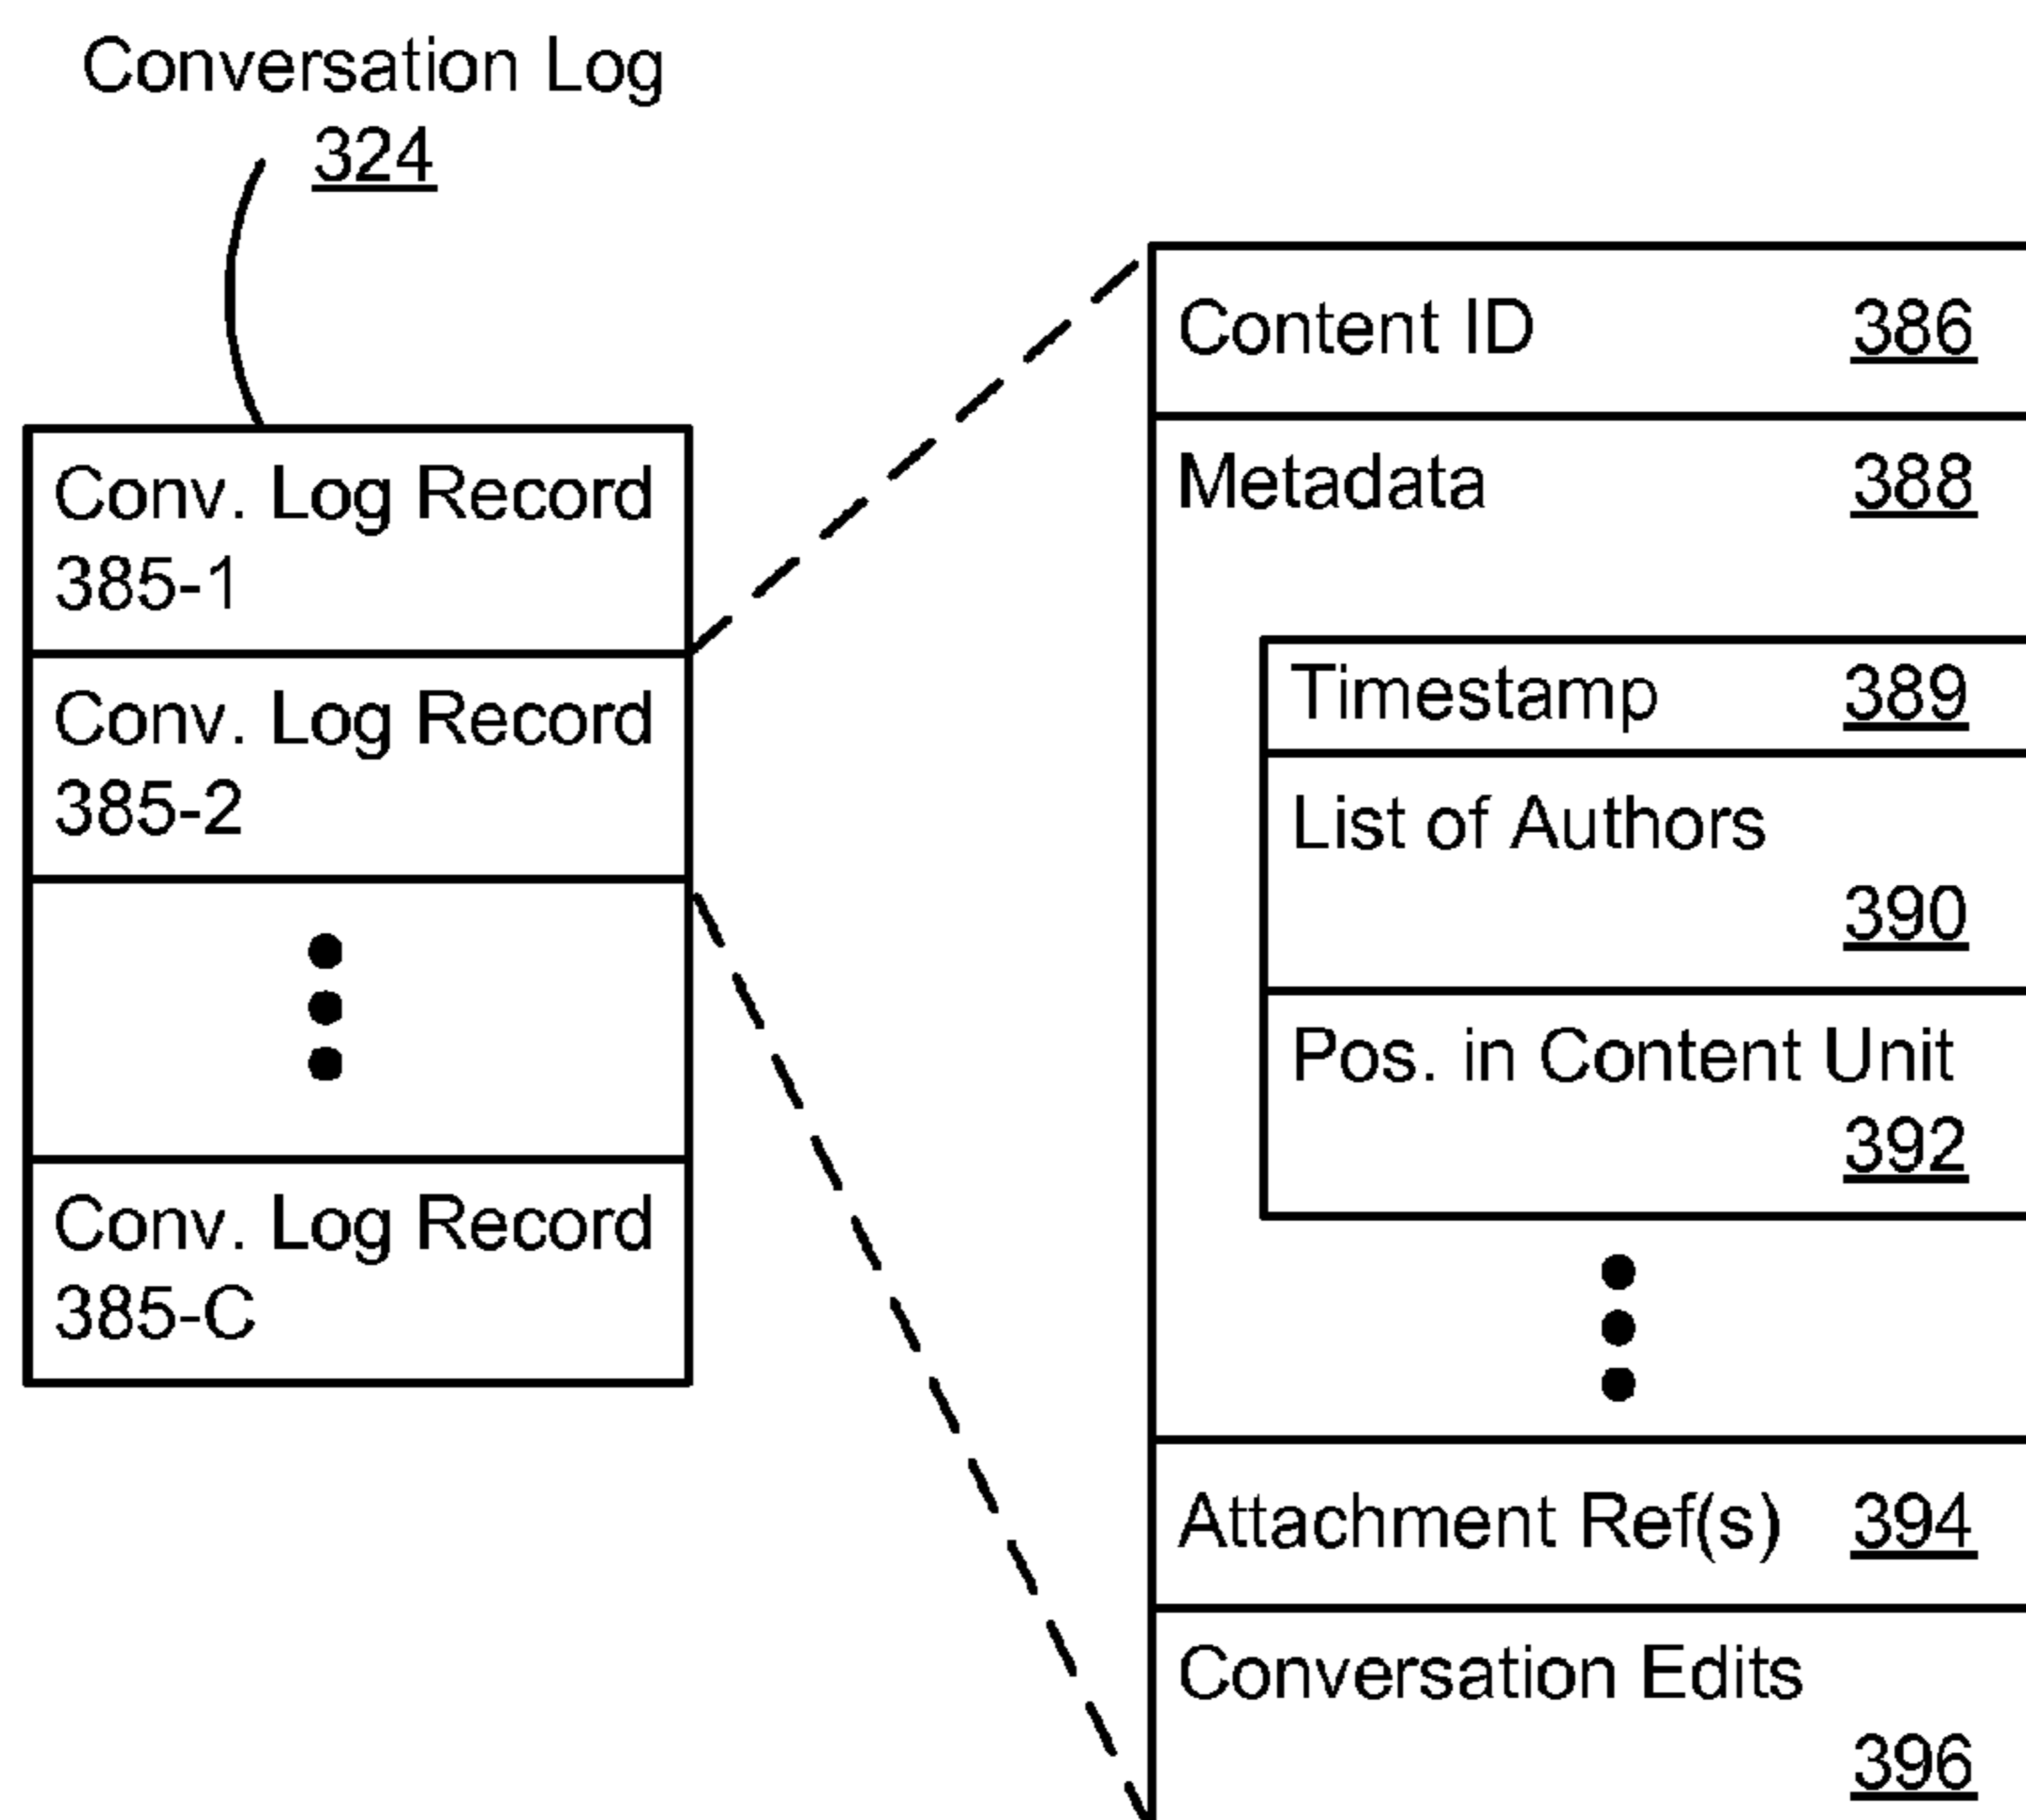 Conversation Log
324
Conv. Log Record
385-1
Conv. Log Record
385-2
Conv. Log Record
385-C
Content ID 386
Metadata 388
Timestamp 389
List of Authors
390
Pos. in Content Unit
392
Attachment Ref(s) 394
Conversation Edits
396